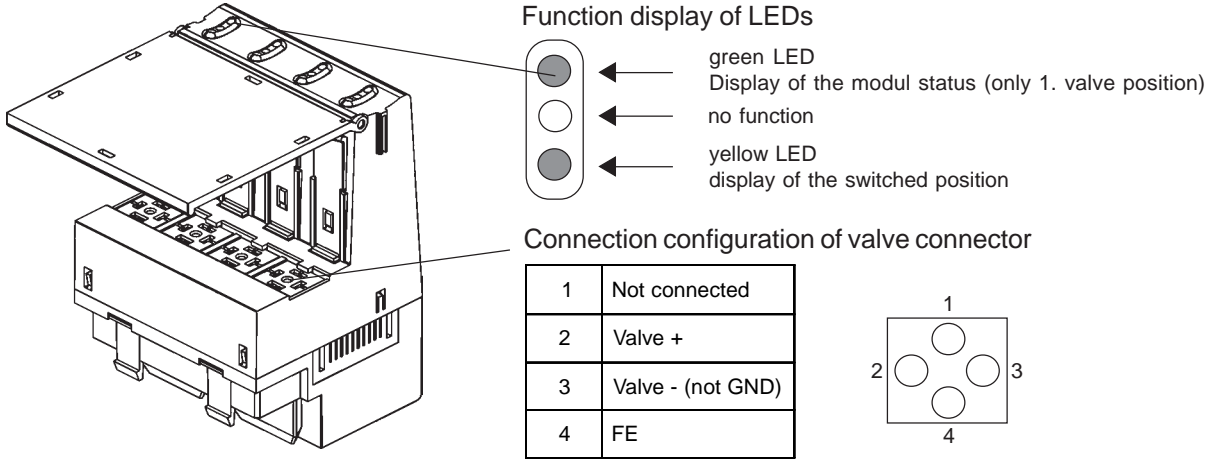 Function display of LEDs
green LED
Display of the modul status (only 1. valve position)
no function
yellow LED
display of the switched position
Connection configuration of valve connector
1 Not connected
2 Valve +
3 Valve - (not GND)
4 FE
1
2 3
4